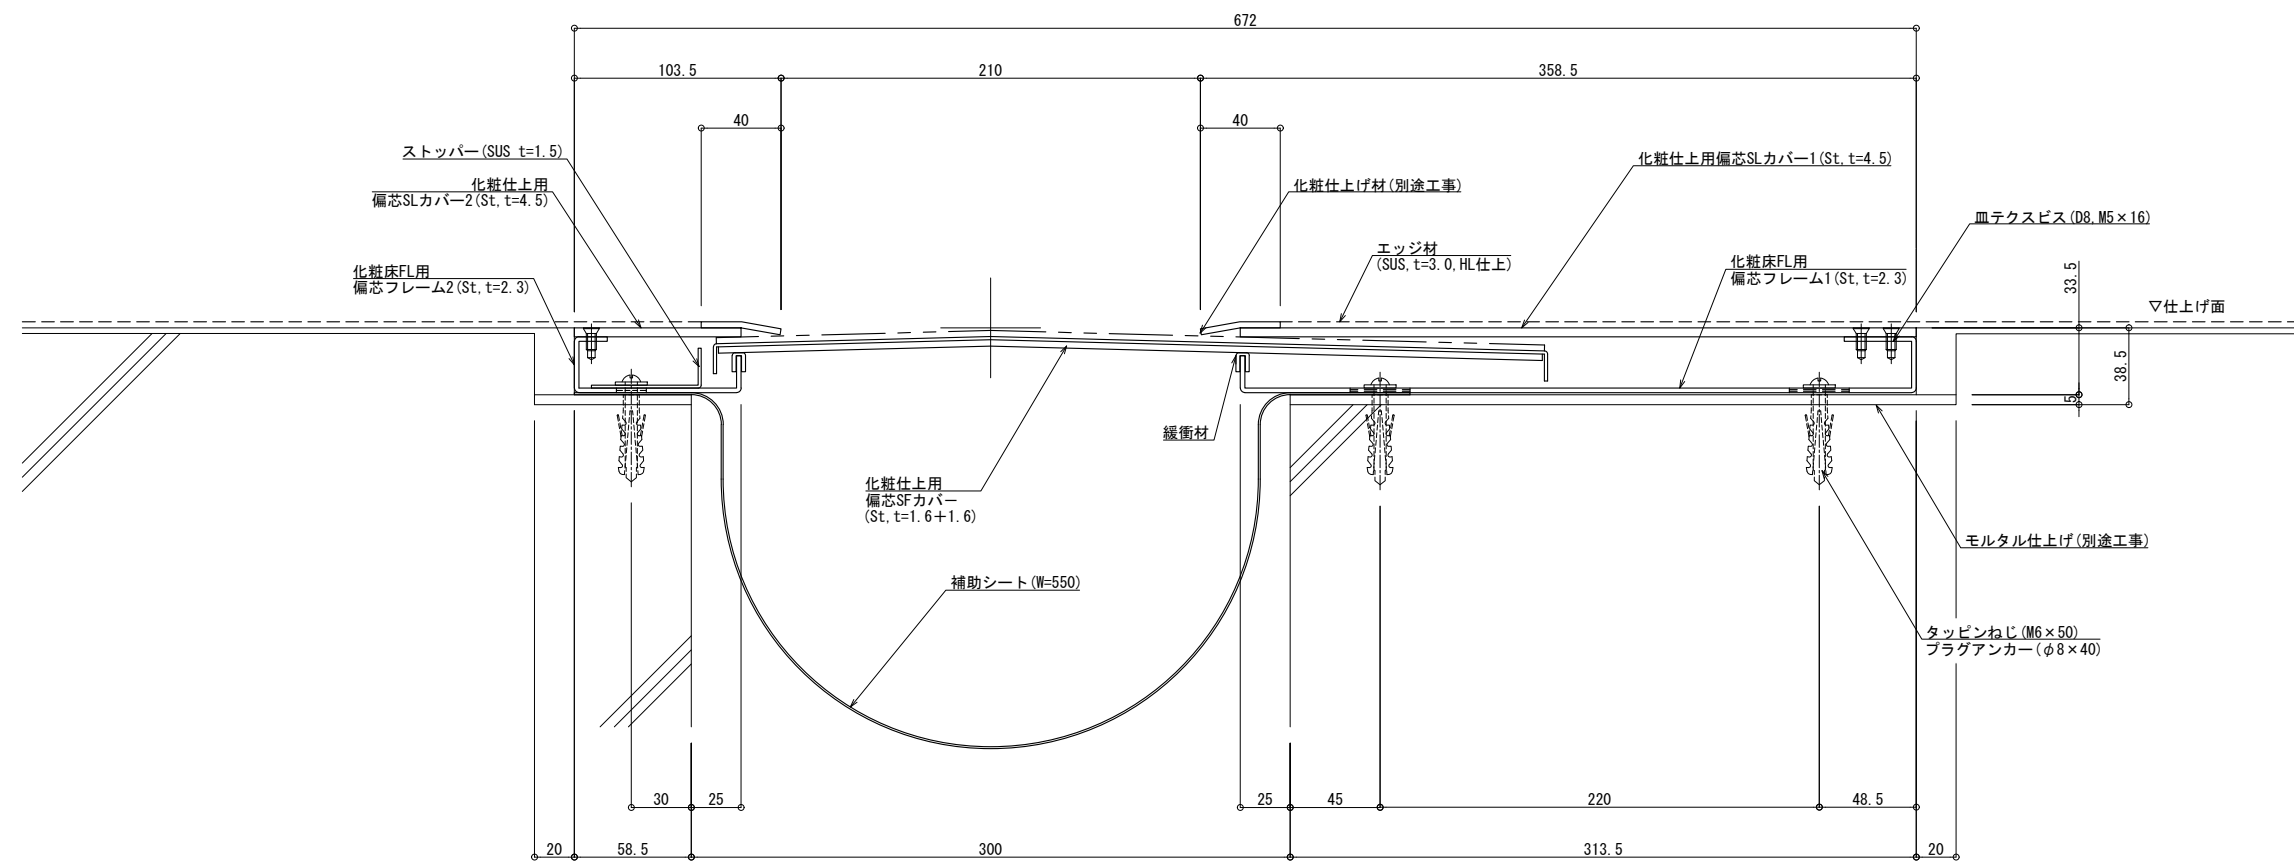 672
103.5
210
358.5
40
40
ストッパー(SUS t=1.5)
化粧仕上用
偏芯SLカバー2(St,t=4.5)
化粧仕上げ材(別途工事)
化粧仕上用偏芯SLカバー1(St,t=4.5)
皿テクスビス(D8,M5×16)
エッジ材
(SUS,t=3.0,HL仕上)
化粧床FL用
偏芯フレーム2(St,t=2.3)
化粧床FL用
偏芯フレーム1(St,t=2.3)
33.5
▽仕上げ面
38.5
5
緩衝材
化粧仕上用
偏芯SFカバー
(St,t=1.6+1.6)
モルタル仕上げ(別途工事)
補助シート(W=550)
タッピンねじ(M6×50)
プラグアンカー(φ8×40)
30
25
25
45
220
48.5
20
58.5
300
313.5
20